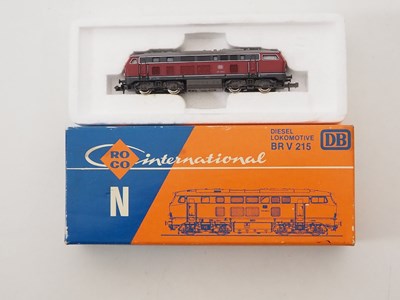 ROCO
international
N
DIESEL
LOKOMOTIVE
BR V 215
DB